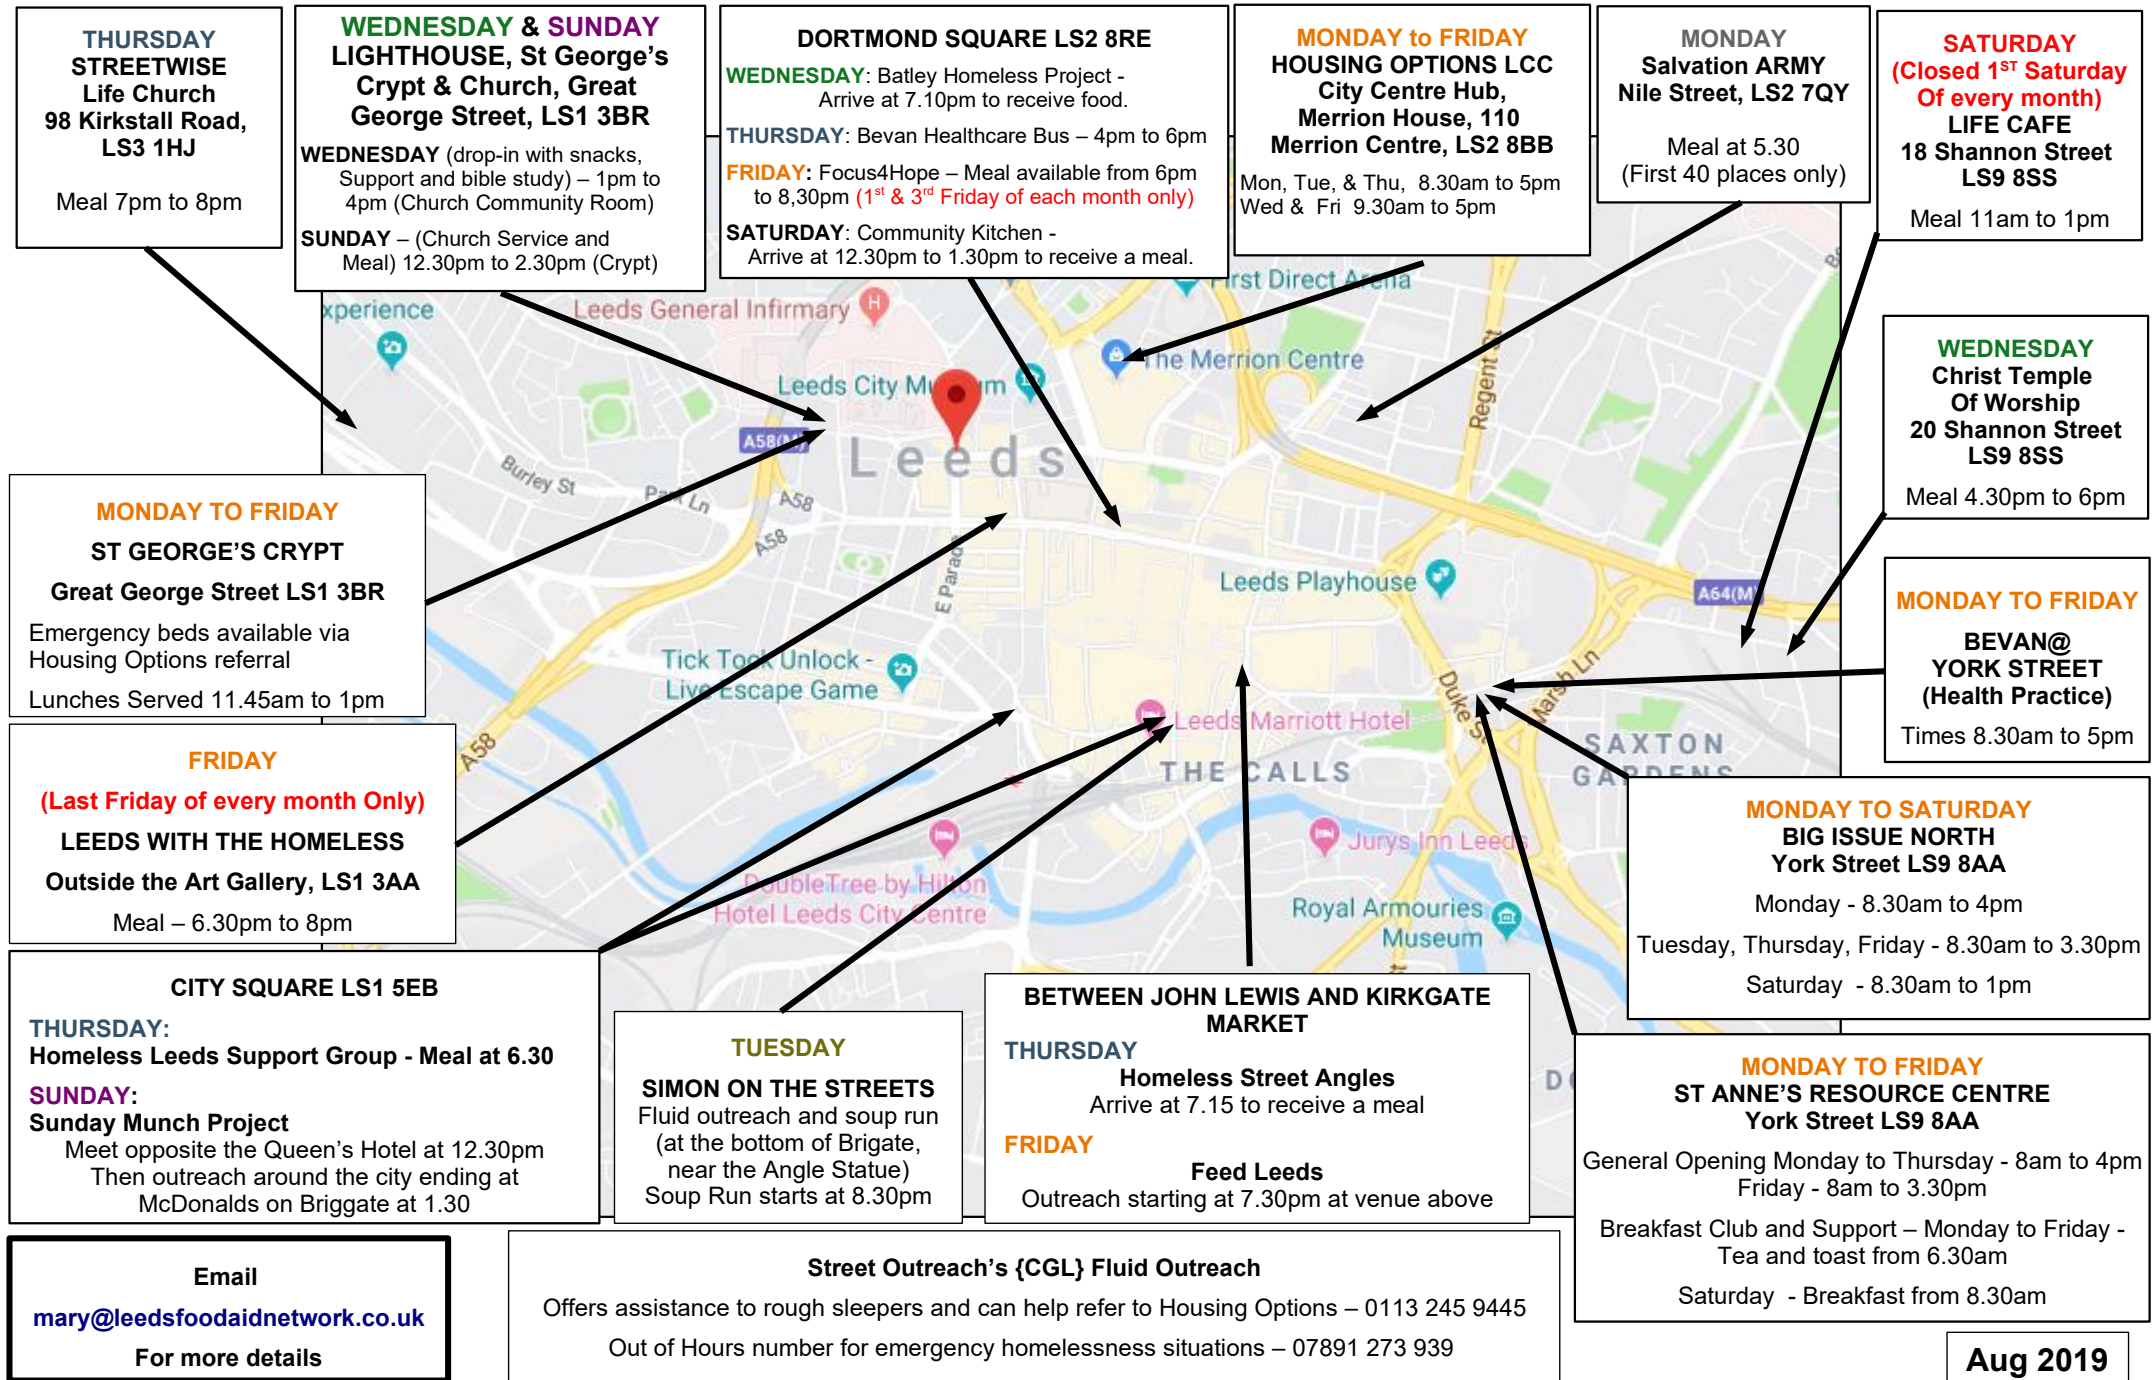 THURSDAY
STREETWISE
Life Church
98 Kirkstall Road,
LS3 1HJ
Meal 7pm to 8pm
WEDNESDAY & SUNDAY
LIGHTHOUSE, St George's
Crypt & Church, Great
George Street, LS1 3BR
WEDNESDAY (drop-in with snacks,
Support and bible study) – 1pm to
4pm (Church Community Room)
SUNDAY – (Church Service and
Meal) 12.30pm to 2.30pm (Crypt)
DORTMOND SQUARE LS2 8RE
WEDNESDAY: Batley Homeless Project -
Arrive at 7.10pm to receive food.
THURSDAY: Bevan Healthcare Bus – 4pm to 6pm
FRIDAY: Focus4Hope – Meal available from 6pm
to 8,30pm (1st & 3rd Friday of each month only)
SATURDAY: Community Kitchen -
Arrive at 12.30pm to 1.30pm to receive a meal.
MONDAY to FRIDAY
HOUSING OPTIONS LCC
City Centre Hub,
Merrion House, 110
Merrion Centre, LS2 8BB
Mon, Tue, & Thu,  8.30am to 5pm
Wed &  Fri  9.30am to 5pm
MONDAY
Salvation ARMY
Nile Street, LS2 7QY
Meal at 5.30
(First 40 places only)
SATURDAY
(Closed 1ST Saturday
Of every month)
LIFE CAFE
18 Shannon Street
LS9 8SS
Meal 11am to 1pm
WEDNESDAY
Christ Temple
Of Worship
20 Shannon Street
LS9 8SS
Meal 4.30pm to 6pm
MONDAY TO FRIDAY
BEVAN@
YORK STREET
(Health Practice)
Times 8.30am to 5pm
xperience
Leeds General Infirmary
H
First Direct Arena
The Merrion Centre
Leeds City Museum
Regent St
A58(M)
Leeds
Burley St
Park Ln
A58
A58
E Parade
Leeds Playhouse
A64(M)
Tick Tock Unlock -
Live Escape Game
Duke St
Marsh Ln
Leeds Marriott Hotel
SAXTON
GARDENS
THE CALLS
A58
Jurys Inn Leeds
DoubleTree by Hilton
Hotel Leeds City Centre
Royal Armouries
Museum
MONDAY TO FRIDAY
ST GEORGE'S CRYPT
Great George Street LS1 3BR
Emergency beds available via
Housing Options referral
Lunches Served 11.45am to 1pm
FRIDAY
(Last Friday of every month Only)
LEEDS WITH THE HOMELESS
Outside the Art Gallery, LS1 3AA
Meal – 6.30pm to 8pm
CITY SQUARE LS1 5EB
THURSDAY:
Homeless Leeds Support Group - Meal at 6.30
SUNDAY:
Sunday Munch Project
Meet opposite the Queen's Hotel at 12.30pm
Then outreach around the city ending at
McDonalds on Briggate at 1.30
TUESDAY
SIMON ON THE STREETS
Fluid outreach and soup run
(at the bottom of Brigate,
near the Angle Statue)
Soup Run starts at 8.30pm
BETWEEN JOHN LEWIS AND KIRKGATE
MARKET
THURSDAY
Homeless Street Angles
Arrive at 7.15 to receive a meal
FRIDAY
Feed Leeds
Outreach starting at 7.30pm at venue above
MONDAY TO SATURDAY
BIG ISSUE NORTH
York Street LS9 8AA
Monday - 8.30am to 4pm
Tuesday, Thursday, Friday - 8.30am to 3.30pm
Saturday  - 8.30am to 1pm
MONDAY TO FRIDAY
ST ANNE'S RESOURCE CENTRE
York Street LS9 8AA
General Opening Monday to Thursday - 8am to 4pm
Friday - 8am to 3.30pm
Breakfast Club and Support – Monday to Friday -
Tea and toast from 6.30am
Saturday  - Breakfast from 8.30am
Email
mary@leedsfoodaidnetwork.co.uk
For more details
Street Outreach's {CGL} Fluid Outreach
Offers assistance to rough sleepers and can help refer to Housing Options – 0113 245 9445
Out of Hours number for emergency homelessness situations – 07891 273 939
Aug 2019